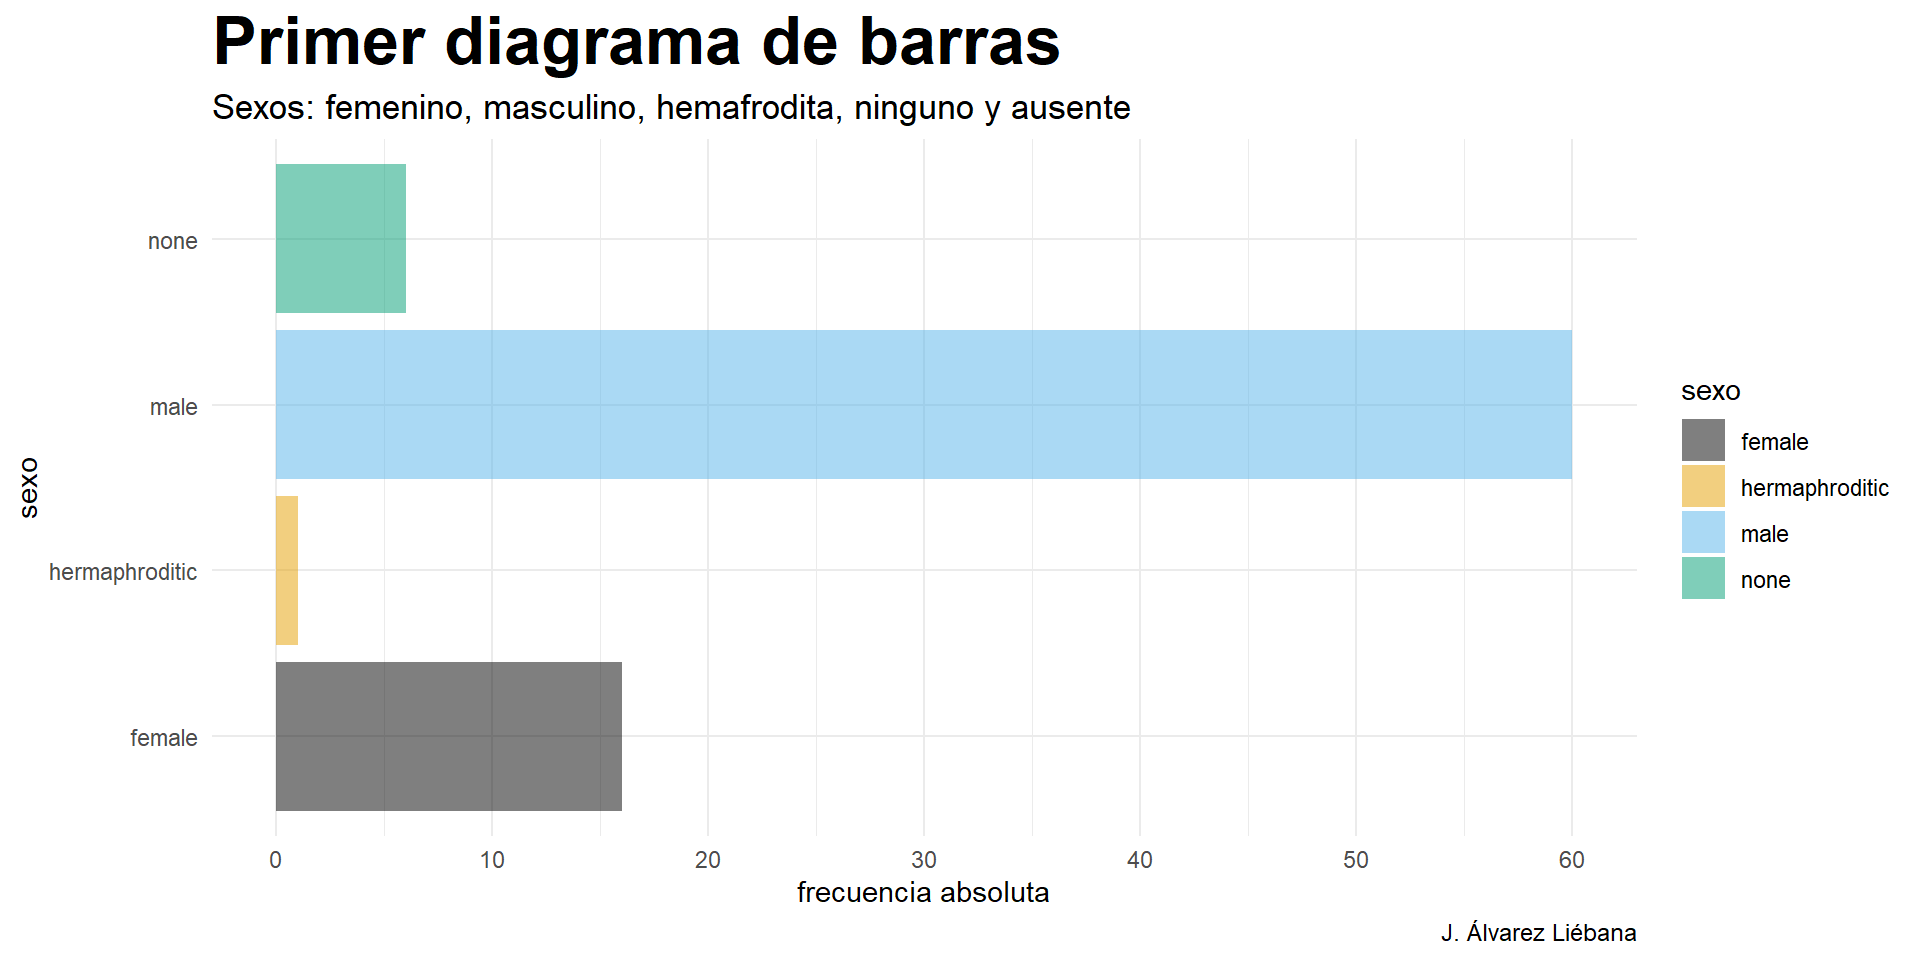 Primer diagrama de barras
Sexos: femenino, masculino, hemafrodita, ninguno y ausente
none
male
hermaphroditic
female
sexo
0 10 20 30 40 50 60
frecuencia absoluta
sexo
female
hermaphroditic
male
none
J. Álvarez Liébana